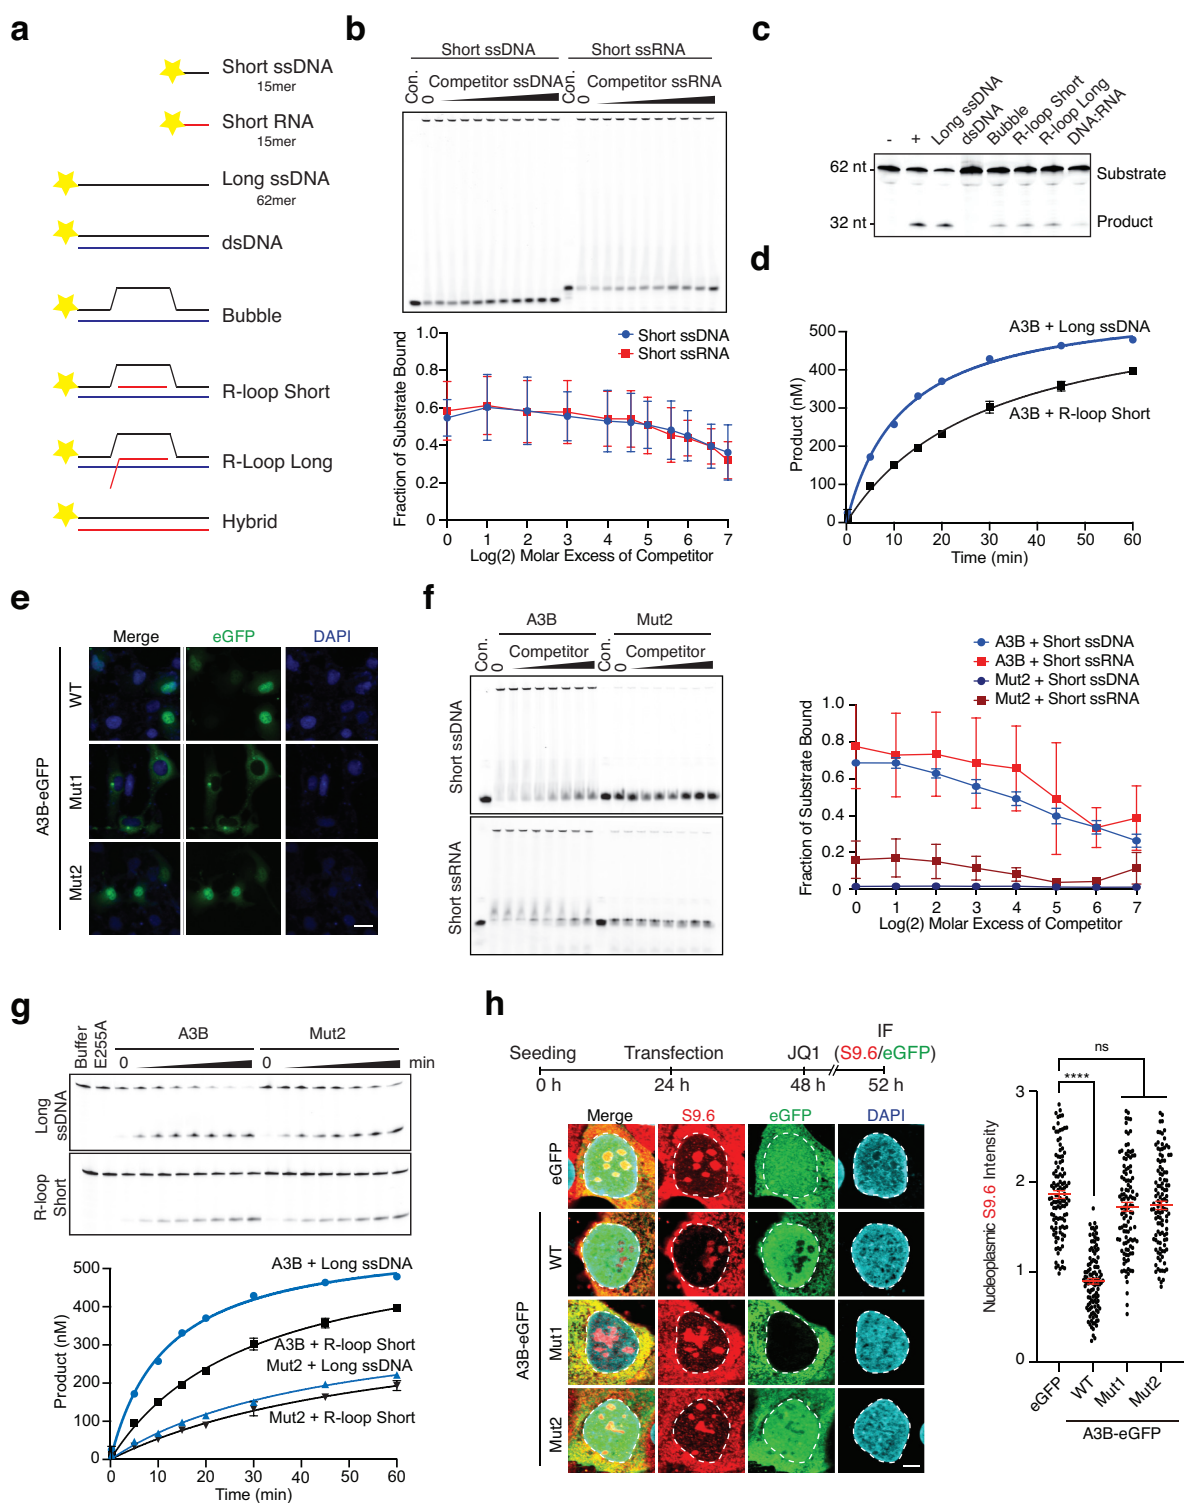 a
Short ssDNA
15mer
Short RNA
15mer
Long ssDNA
62mer
dsDNA
Bubble
R-loop Short
R-Loop Long
Hybrid
b
Short ssDNA
Short ssRNA
Con.
0
Competitor ssDNA
Con.
0
Competitor ssRNA
Short ssDNA
Short ssRNA
Fraction of Substrate Bound
1.0
0.8
0.6
0.4
0.2
0
0 1 2 3 4 5 6 7
Log(2) Molar Excess of Competitor
c
- + Long ssDNA dsDNA Bubble R-loop Short R-loop Long DNA:RNA
62 nt
Substrate
32 nt
Product
d
Product (nM)
500
400
300
200
100
0
A3B + Long ssDNA
A3B + R-loop Short
0 10 20 30 40 50 60
Time (min)
e
Merge eGFP DAPI
A3B-eGFP
WT
Mut1
Mut2
f
A3B Mut2
Con. 0 Competitor Con. 0 Competitor
Short ssDNA
Short ssRNA
A3B + Short ssDNA
A3B + Short ssRNA
Mut2 + Short ssDNA
Mut2 + Short ssRNA
Fraction of Substrate Bound
1.0
0.8
0.6
0.4
0.2
0
0 1 2 3 4 5 6 7
Log(2) Molar Excess of Competitor
g
Buffer
E255A
A3B Mut2
0 0 min
Long ssDNA
R-loop Short
Product (nM)
500
400
300
200
100
0
A3B + Long ssDNA
A3B + R-loop Short
Mut2 + Long ssDNA
Mut2 + R-loop Short
0 10 20 30 40 50 60
Time (min)
h
IF
Seeding Transfection JQ1 (S9.6/eGFP)
0 h 24 h 48 h 52 h
Merge S9.6 eGFP DAPI
eGFP
A3B-eGFP
WT
Mut1
Mut2
ns
****
Nucleoplasmic S9.6 Intensity
3
2
1
0
eGFP WT Mut1 Mut2
A3B-eGFP